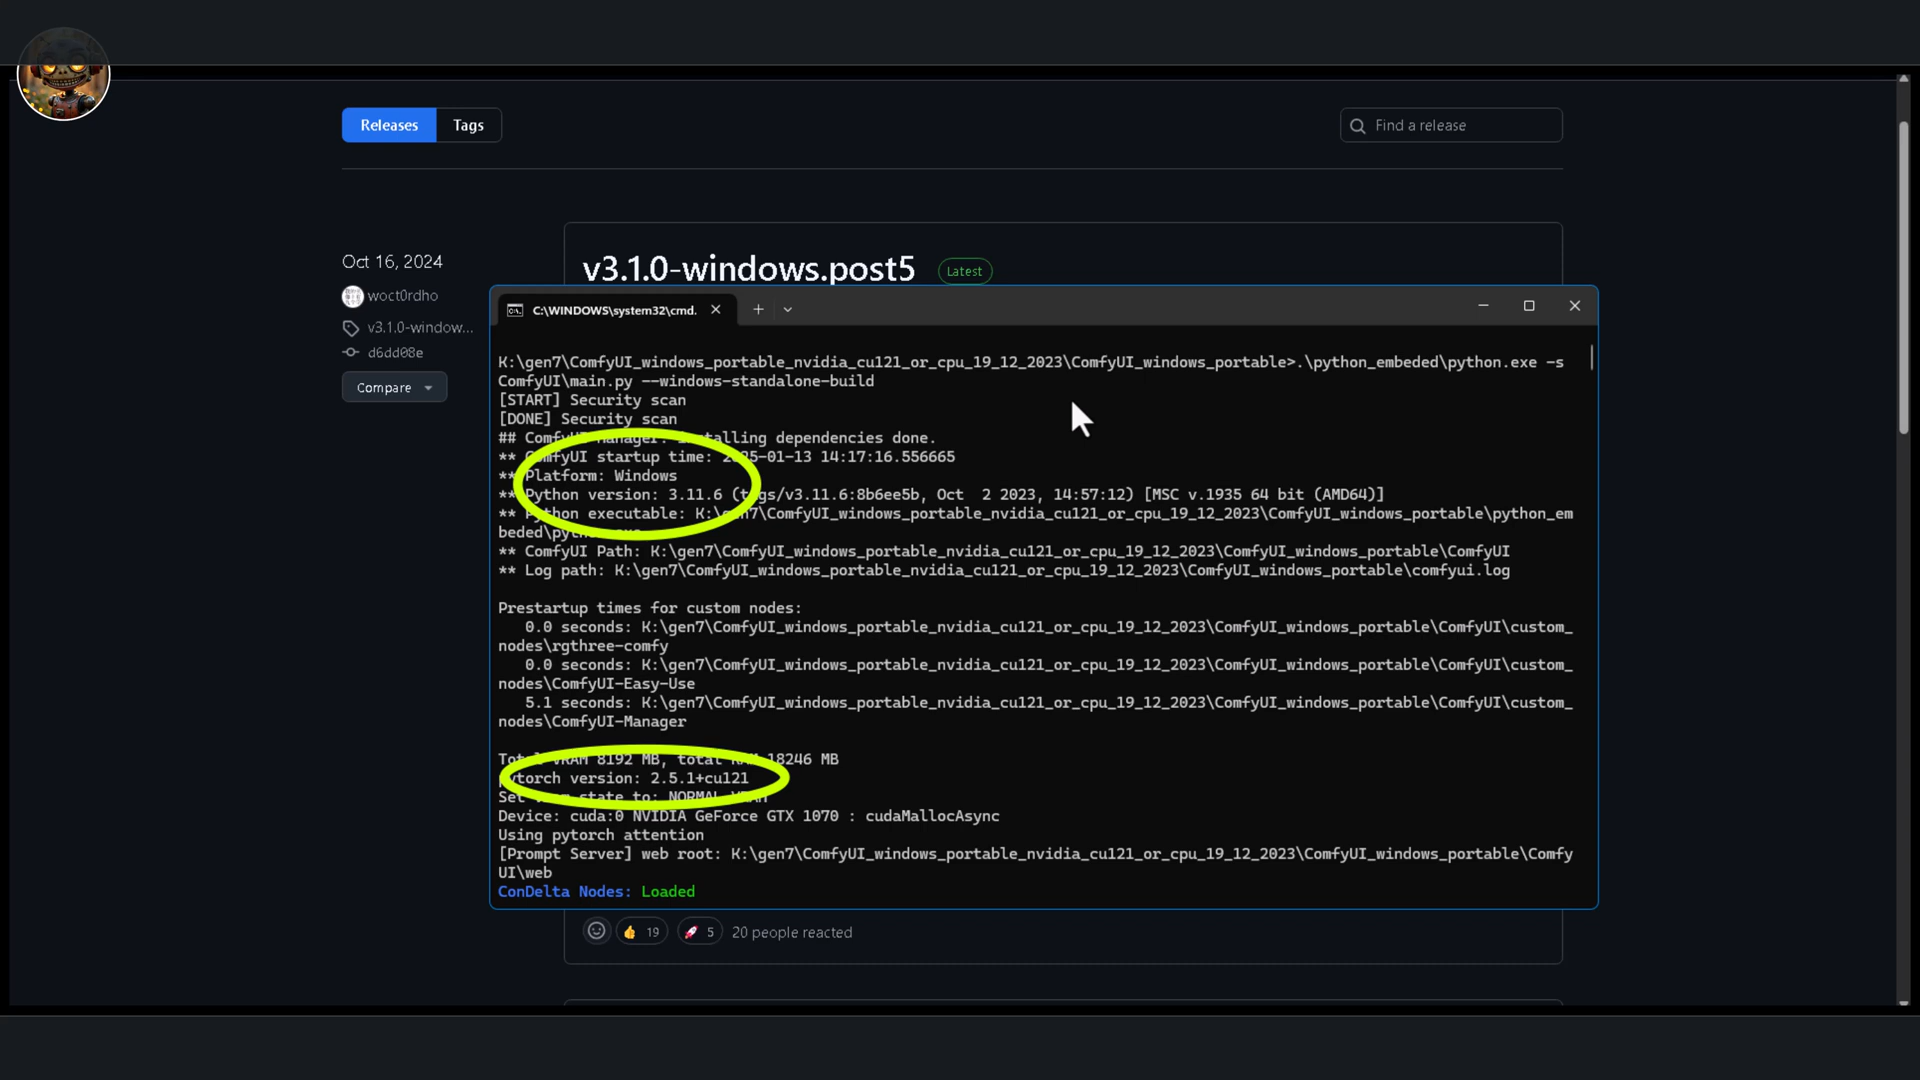 Releases
Tags
Find a release
Oct 16, 2024
woct0rdho
v3.1.0-window...
d6dd08e
Compare
v3.1.0-windows.post5
Latest
C:\WINDOWS\system32\cmd.
K:\gen7\ComfyUI_windows_portable_nvidia_cu121_or_cpu_19_12_2023\ComfyUI_windows_portable>.\python_embeded\python.exe -s
ComfyUI\main.py --windows-standalone-build
[START] Security scan
[DONE] Security scan
## ComfyUI-Manager: installing dependencies done.
** ComfyUI startup time: 2025-01-13 14:17:16.556665
** Platform: Windows
** Python version: 3.11.6 (tags/v3.11.6:8b6ee5b, Oct  2 2023, 14:57:12) [MSC v.1935 64 bit (AMD64)]
** Python executable: K:\gen7\ComfyUI_windows_portable_nvidia_cu121_or_cpu_19_12_2023\ComfyUI_windows_portable\python_em
beded\python.exe
** ComfyUI Path: K:\gen7\ComfyUI_windows_portable_nvidia_cu121_or_cpu_19_12_2023\ComfyUI_windows_portable\ComfyUI
** Log path: K:\gen7\ComfyUI_windows_portable_nvidia_cu121_or_cpu_19_12_2023\ComfyUI_windows_portable\comfyui.log
Prestartup times for custom nodes:
0.0 seconds: K:\gen7\ComfyUI_windows_portable_nvidia_cu121_or_cpu_19_12_2023\ComfyUI_windows_portable\ComfyUI\custom_
nodes\rgthree-comfy
0.0 seconds: K:\gen7\ComfyUI_windows_portable_nvidia_cu121_or_cpu_19_12_2023\ComfyUI_windows_portable\ComfyUI\custom_
nodes\ComfyUI-Easy-Use
5.1 seconds: K:\gen7\ComfyUI_windows_portable_nvidia_cu121_or_cpu_19_12_2023\ComfyUI_windows_portable\ComfyUI\custom_
nodes\ComfyUI-Manager
Total VRAM 8192 MB, total RAM 18246 MB
pytorch version: 2.5.1+cu121
Set vram state to: NORMAL_VRAM
Device: cuda:0 NVIDIA GeForce GTX 1070 : cudaMallocAsync
Using pytorch attention
[Prompt Server] web root: K:\gen7\ComfyUI_windows_portable_nvidia_cu121_or_cpu_19_12_2023\ComfyUI_windows_portable\Comfy
UI\web
ConDelta Nodes: Loaded
19
5
20 people reacted